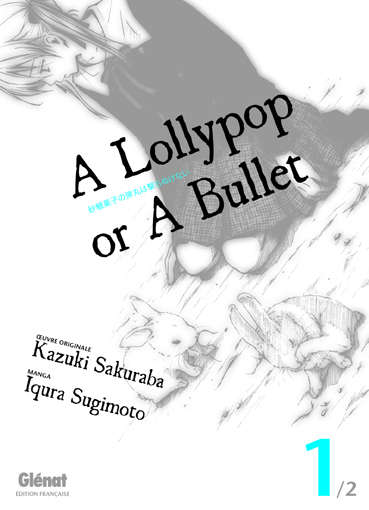 A Lollypop
砂糖菓子の弾丸は撃ちぬけない
or A Bullet
ŒUVRE ORIGINALE
Kazuki Sakuraba
MANGA
Iqura Sugimoto
1/2
Glénat
ÉDITION FRANÇAISE